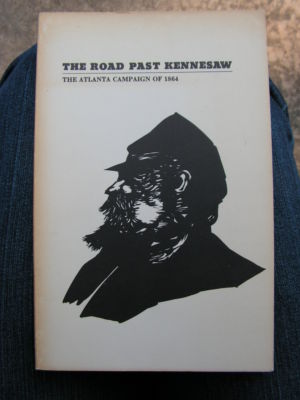 THE ROAD PAST KENNESAW
THE ATLANTA CAMPAIGN OF 1864